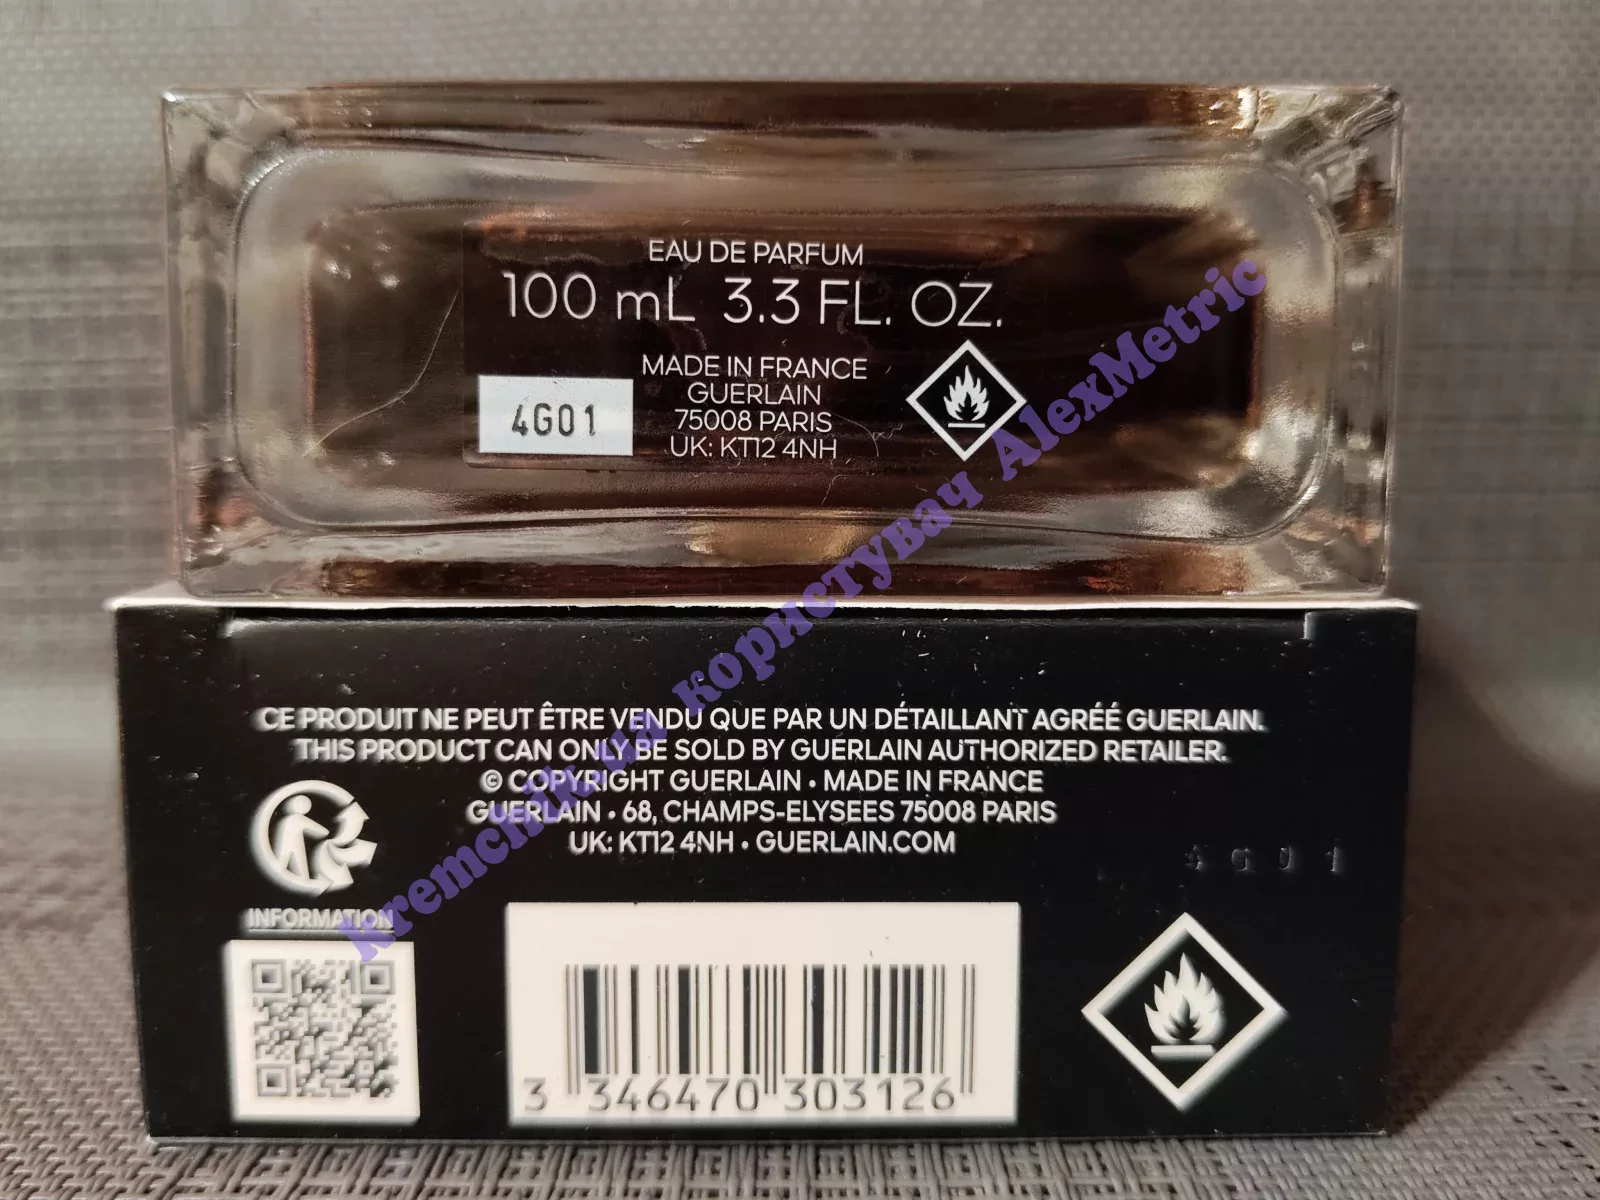 EAU DE PARFUM
100 mL 3.3 FL. OZ.
MADE IN FRANCE
GUERLAIN
75008 PARIS
UK: KT12 4NH
4G01
CE PRODUIT NE PEUT ÊTRE VENDU QUE PAR UN DÉTAILLANT AGRÉÉ GUERLAIN.
THIS PRODUCT CAN ONLY BE SOLD BY GUERLAIN AUTHORIZED RETAILER.
© COPYRIGHT GUERLAIN • MADE IN FRANCE
GUERLAIN • 68, CHAMPS-ELYSEES 75008 PARIS
UK: KT12 4NH • GUERLAIN.COM
4G01
INFORMATION
3 346470 303126
kremchik.ua користувач AlexMetric